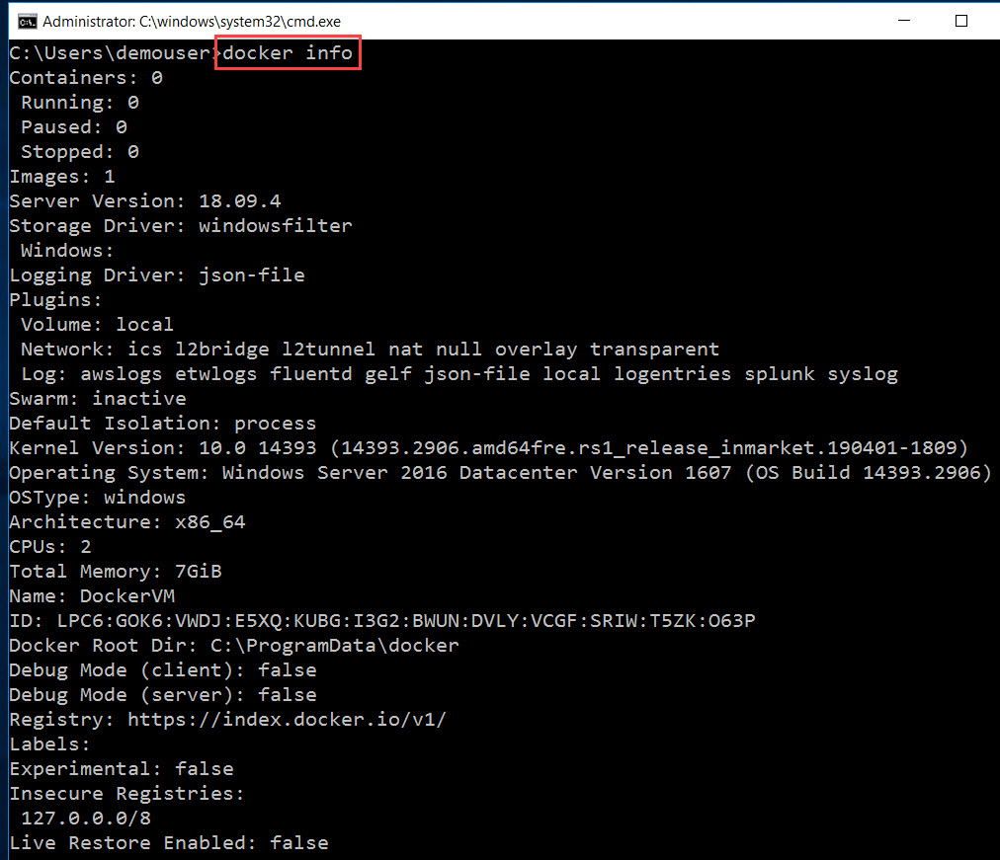 Administrator: C:\windows\system32\cmd.exe
C:\Users\demouser>docker info
Containers: 0
 Running: 0
 Paused: 0
 Stopped: 0
Images: 1
Server Version: 18.09.4
Storage Driver: windowsfilter
 Windows:
Logging Driver: json-file
Plugins:
 Volume: local
 Network: ics l2bridge l2tunnel nat null overlay transparent
 Log: awslogs etwlogs fluentd gelf json-file local logentries splunk syslog
Swarm: inactive
Default Isolation: process
Kernel Version: 10.0 14393 (14393.2906.amd64fre.rs1_release_inmarket.190401-1809)
Operating System: Windows Server 2016 Datacenter Version 1607 (OS Build 14393.2906)
OSType: windows
Architecture: x86_64
CPUs: 2
Total Memory: 7GiB
Name: DockerVM
ID: LPC6:GOK6:VWDJ:E5XQ:KUBG:I3G2:BWUN:DVLY:VCGF:SRIW:T5ZK:O63P
Docker Root Dir: C:\ProgramData\docker
Debug Mode (client): false
Debug Mode (server): false
Registry: https://index.docker.io/v1/
Labels:
Experimental: false
Insecure Registries:
 127.0.0.0/8
Live Restore Enabled: false